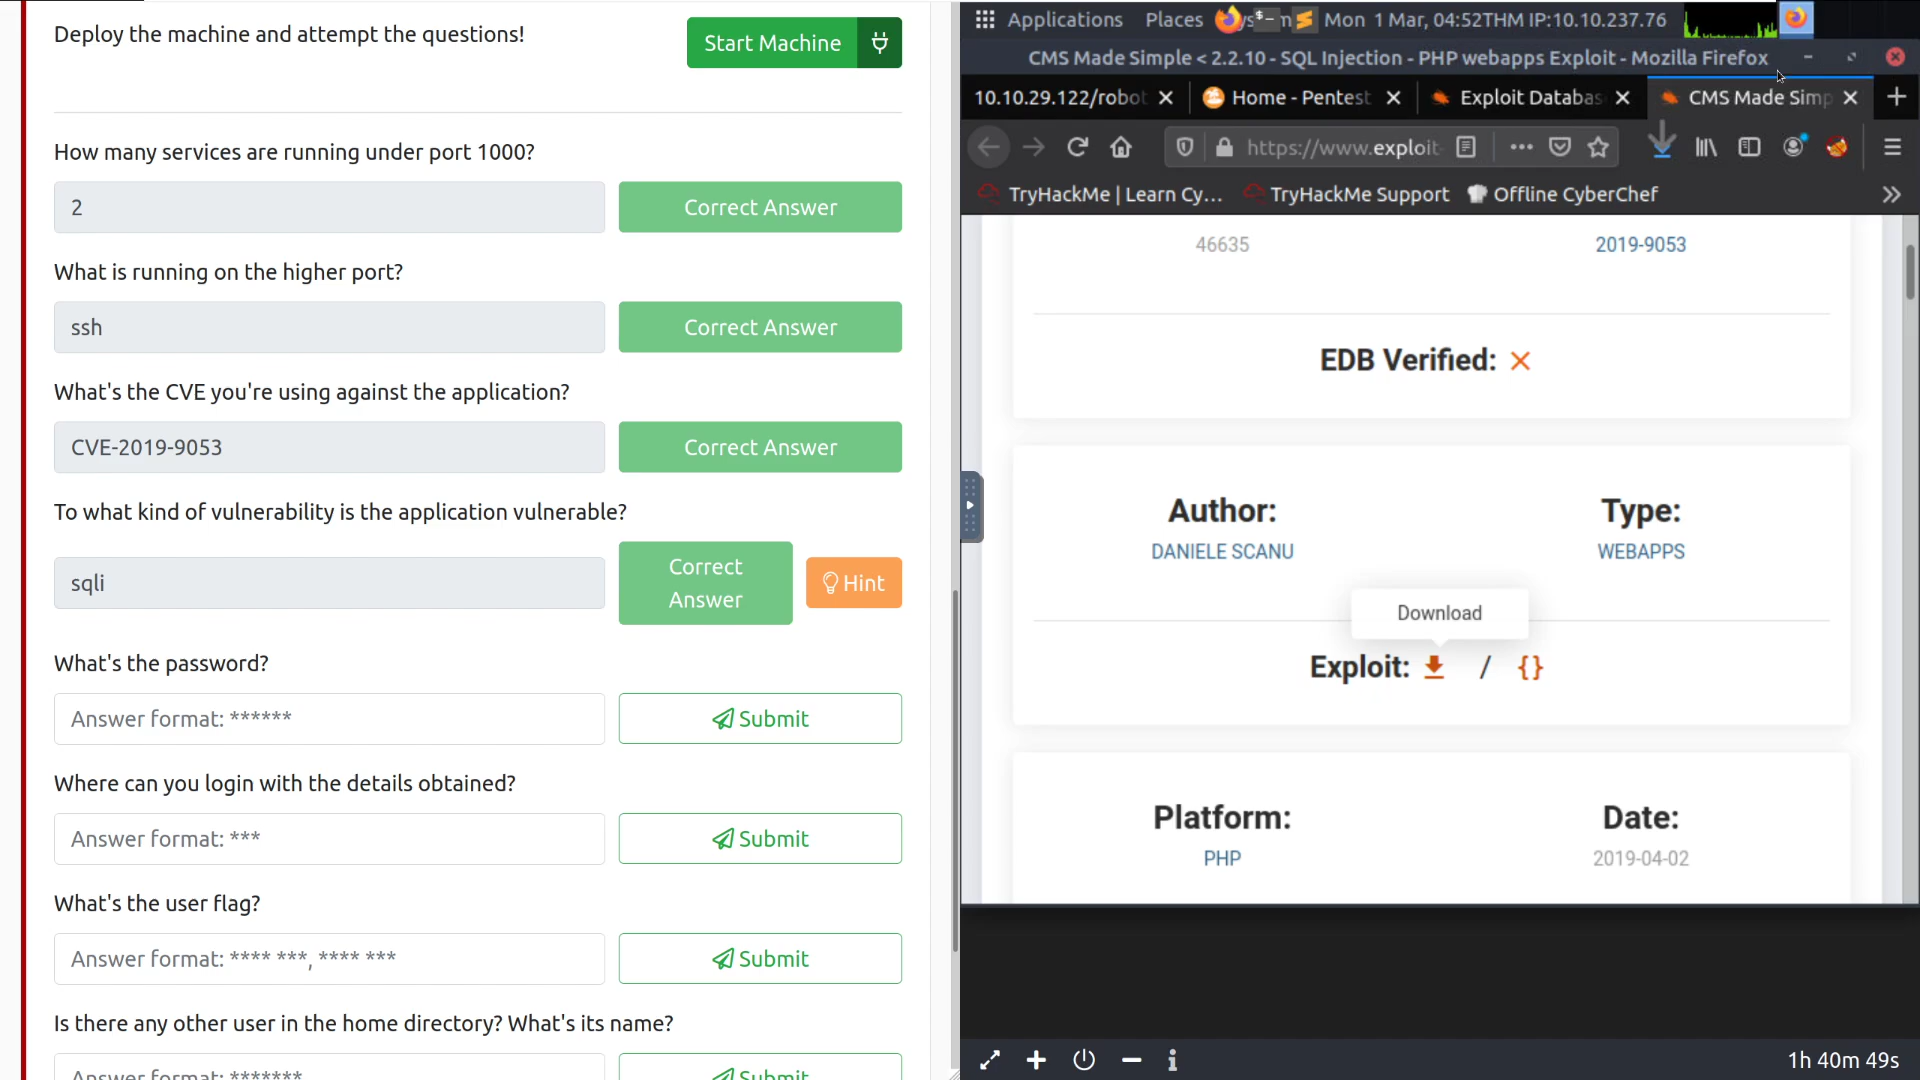 Deploy the machine and attempt the questions!
Start Machine
How many services are running under port 1000?
2
Correct Answer
What is running on the higher port?
ssh
Correct Answer
What's the CVE you're using against the application?
CVE-2019-9053
Correct Answer
To what kind of vulnerability is the application vulnerable?
sqli
Correct
Answer
Hint
What's the password?
Answer format: ******
Submit
Where can you login with the details obtained?
Answer format: ***
Submit
What's the user flag?
Answer format: **** ***, **** ***
Submit
Is there any other user in the home directory? What's its name?
Answer format: *******
Submit
Applications Places Mon 1 Mar, 04:52 THM IP:10.10.237.76
CMS Made Simple < 2.2.10 - SQL Injection - PHP webapps Exploit - Mozilla Firefox
10.10.29.122/robot
Home - Pentest
Exploit Databas
CMS Made Simp
https://www.exploit-
TryHackMe | Learn Cy...
TryHackMe Support
Offline CyberChef
46635
2019-9053
EDB Verified:
Author:
DANIELE SCANU
Type:
WEBAPPS
Download
Exploit: / {}
Platform:
PHP
Date:
2019-04-02
1h 40m 49s